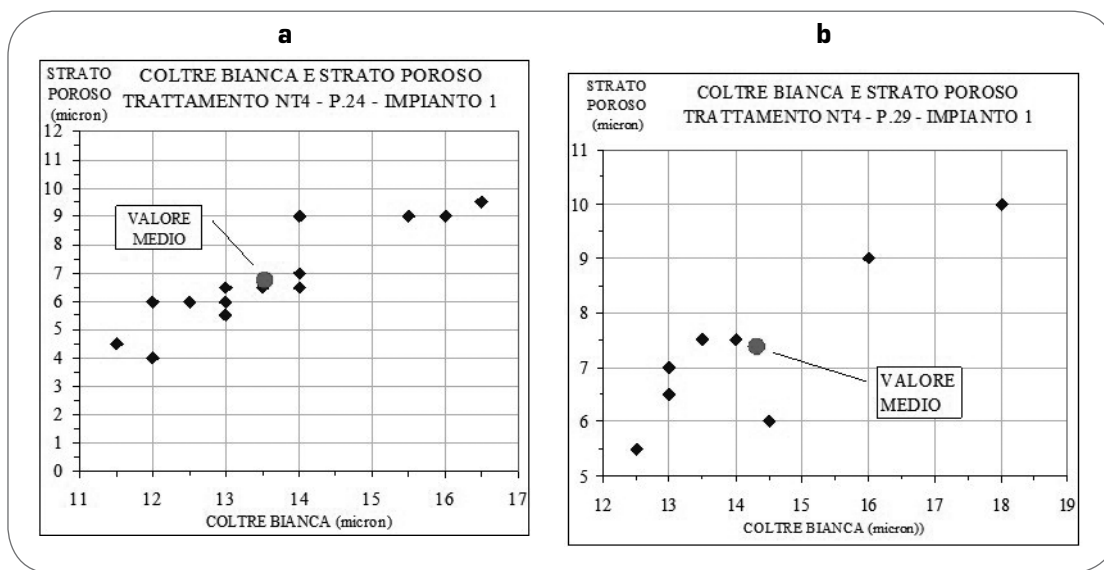 a
STRATO
POROSO
(micron)
COLTRE BIANCA E STRATO POROSO
TRATTAMENTO NT4 - P.24 - IMPIANTO 1
12
11
10
9
8
7
6
5
4
3
2
1
0
VALORE
MEDIO
11 12 13 14 15 16 17
COLTRE BIANCA (micron)
b
STRATO
POROSO
(micron)
COLTRE BIANCA E STRATO POROSO
TRATTAMENTO NT4 - P.29 - IMPIANTO 1
11
10
9
8
7
6
5
VALORE
MEDIO
12 13 14 15 16 17 18 19
COLTRE BIANCA (micron))